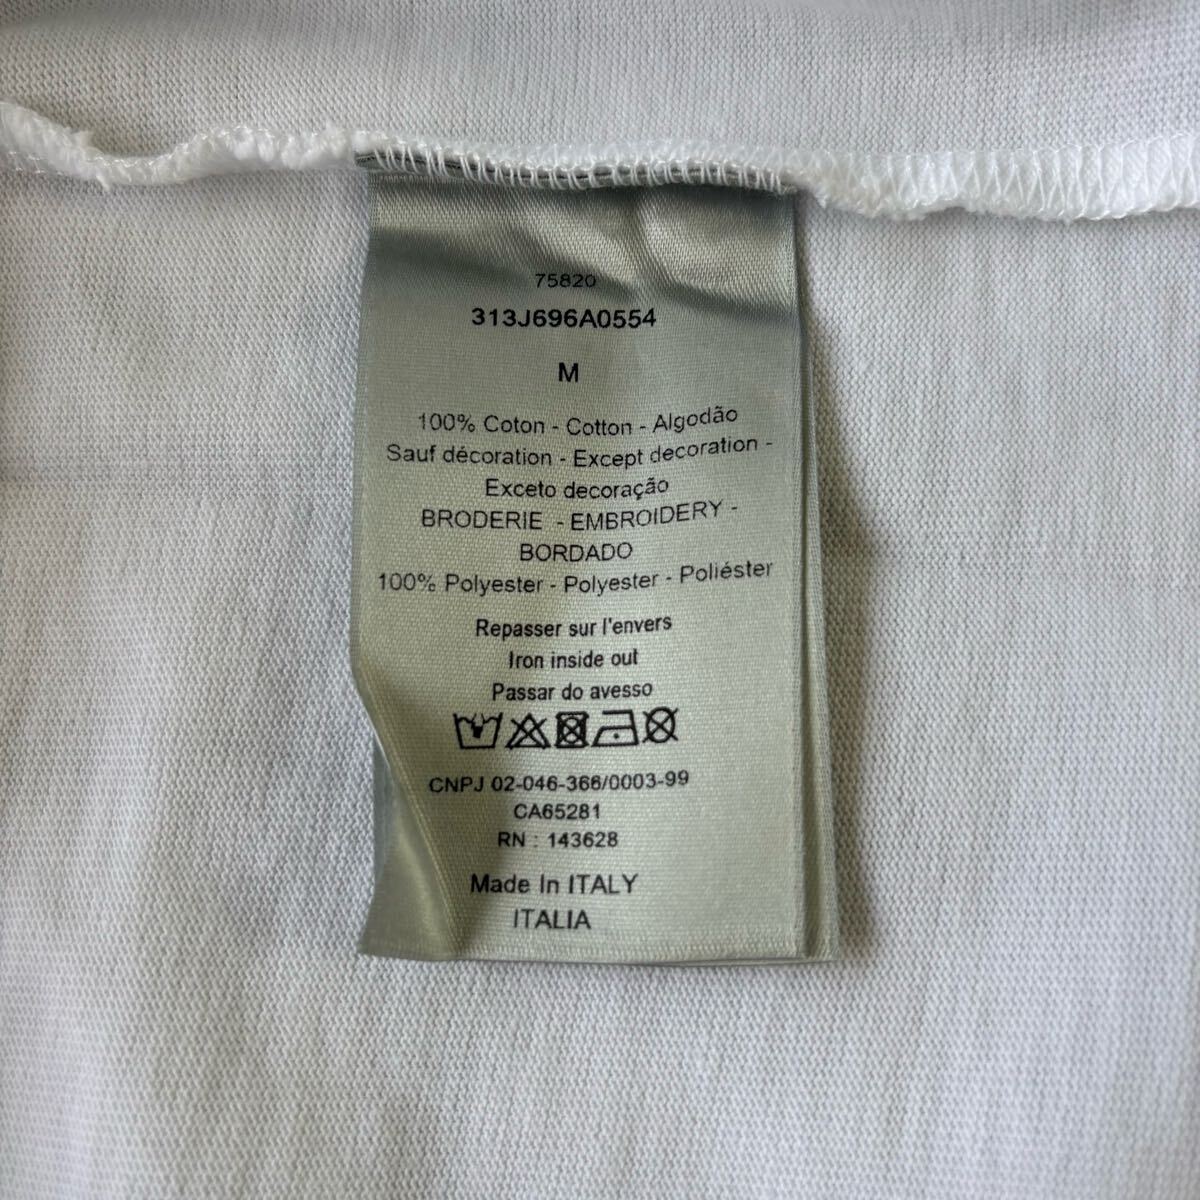 75820
313J696A0554
M
100% Coton - Cotton - Algodão
Sauf décoration - Except decoration -
Exceto decoração
BRODERIE - EMBROIDERY -
BORDADO
100% Polyester - Polyester - Poliéster
Repasser sur l'envers
Iron inside out
Passar do avesso
CNPJ 02-046-366/0003-99
CA65281
RN : 143628
Made In ITALY
ITALIA